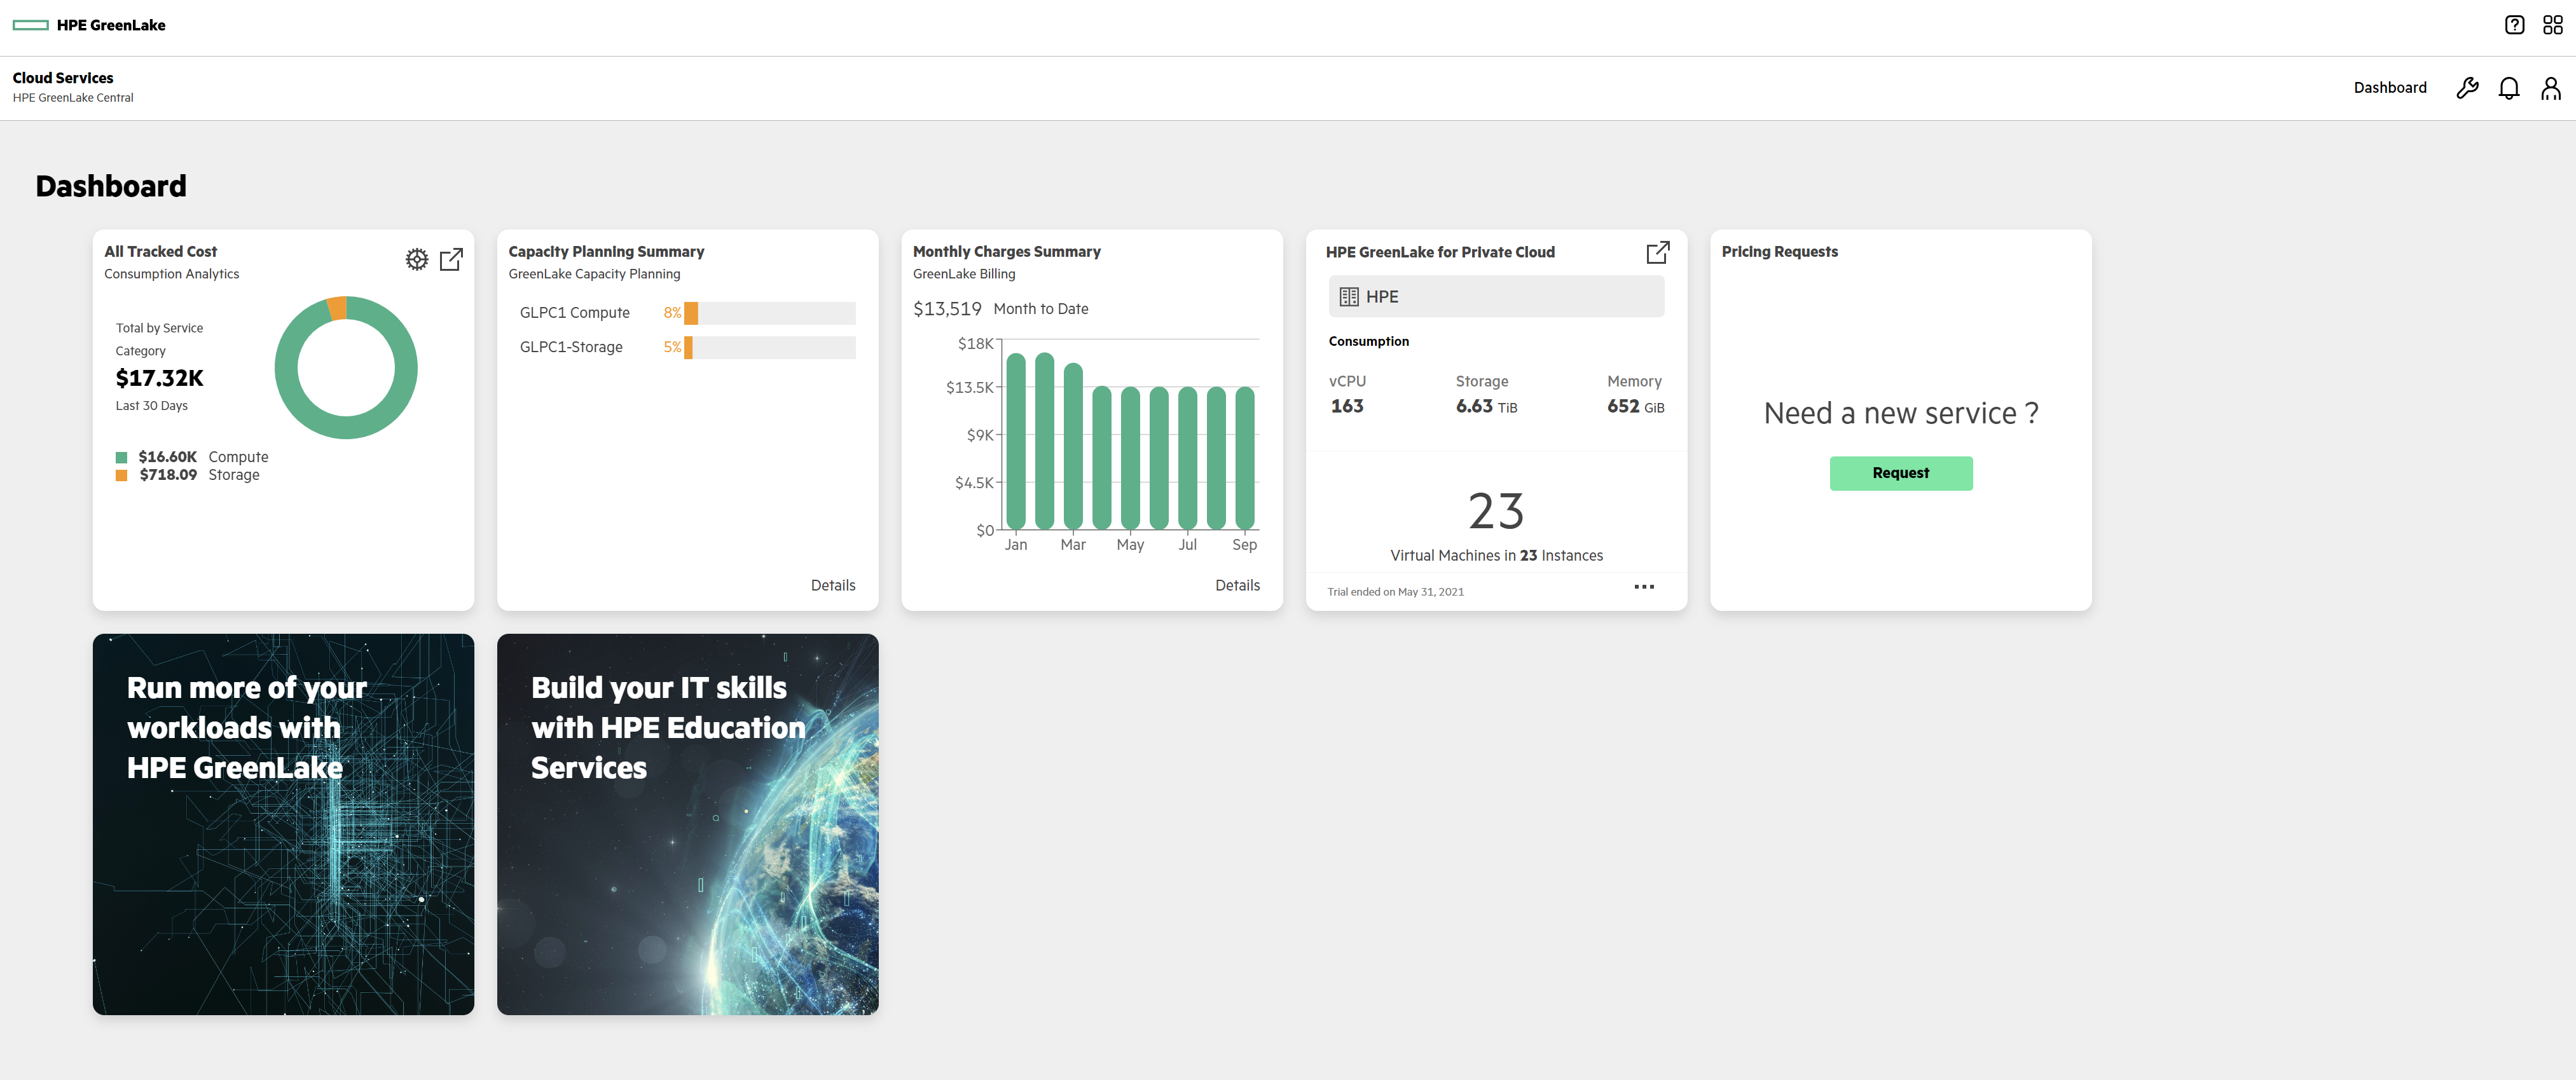 HPE GreenLake
Cloud Services
HPE GreenLake Central
Dashboard
Dashboard
All Tracked Cost
Consumption Analytics
Total by Service
Category
$17.32K
Last 30 Days
$16.60K Compute
$718.09 Storage
Capacity Planning Summary
GreenLake Capacity Planning
GLPC1 Compute 8%
GLPC1-Storage 5%
Details
Monthly Charges Summary
GreenLake Billing
$13,519 Month to Date
$18K
$13.5K
$9K
$4.5K
$0
Jan Mar May Jul Sep
Details
HPE GreenLake for Private Cloud
HPE
Consumption
vCPU Storage Memory
163 6.63 TiB 652 GiB
23
Virtual Machines in 23 Instances
Trial ended on May 31, 2021
Pricing Requests
Need a new service ?
Request
Run more of your
workloads with
HPE GreenLake
Build your IT skills
with HPE Education
Services